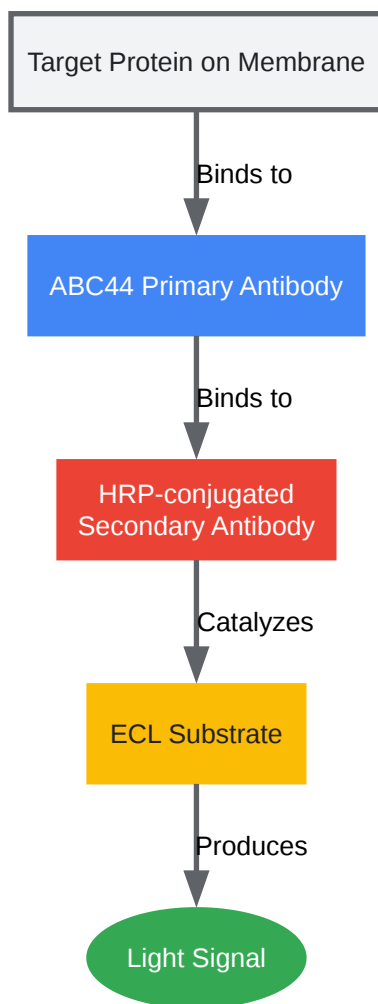 Target Protein on Membrane
Binds to
ABC44 Primary Antibody
Binds to
HRP-conjugated
Secondary Antibody
Catalyzes
ECL Substrate
Produces
Light Signal